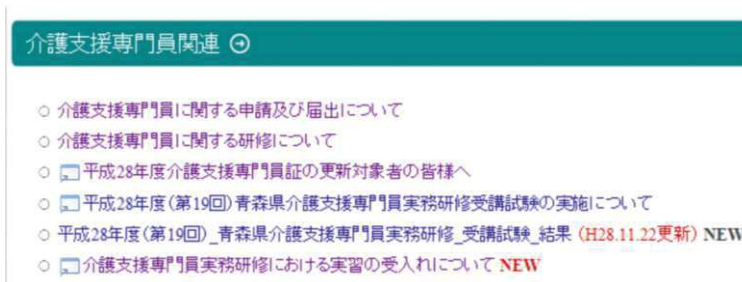 介護支援専門員関連
介護支援専門員に関する申請及び届出について
介護支援専門員に関する研修について
平成28年度介護支援専門員証の更新対象者の皆様へ
平成28年度(第19回)青森県介護支援専門員実務研修受講試験の実施について
平成28年度(第19回)_青森県介護支援専門員実務研修_受講試験_結果 (H28.11.22更新) NEW
介護支援専門員実務研修における実習の受入れについて NEW